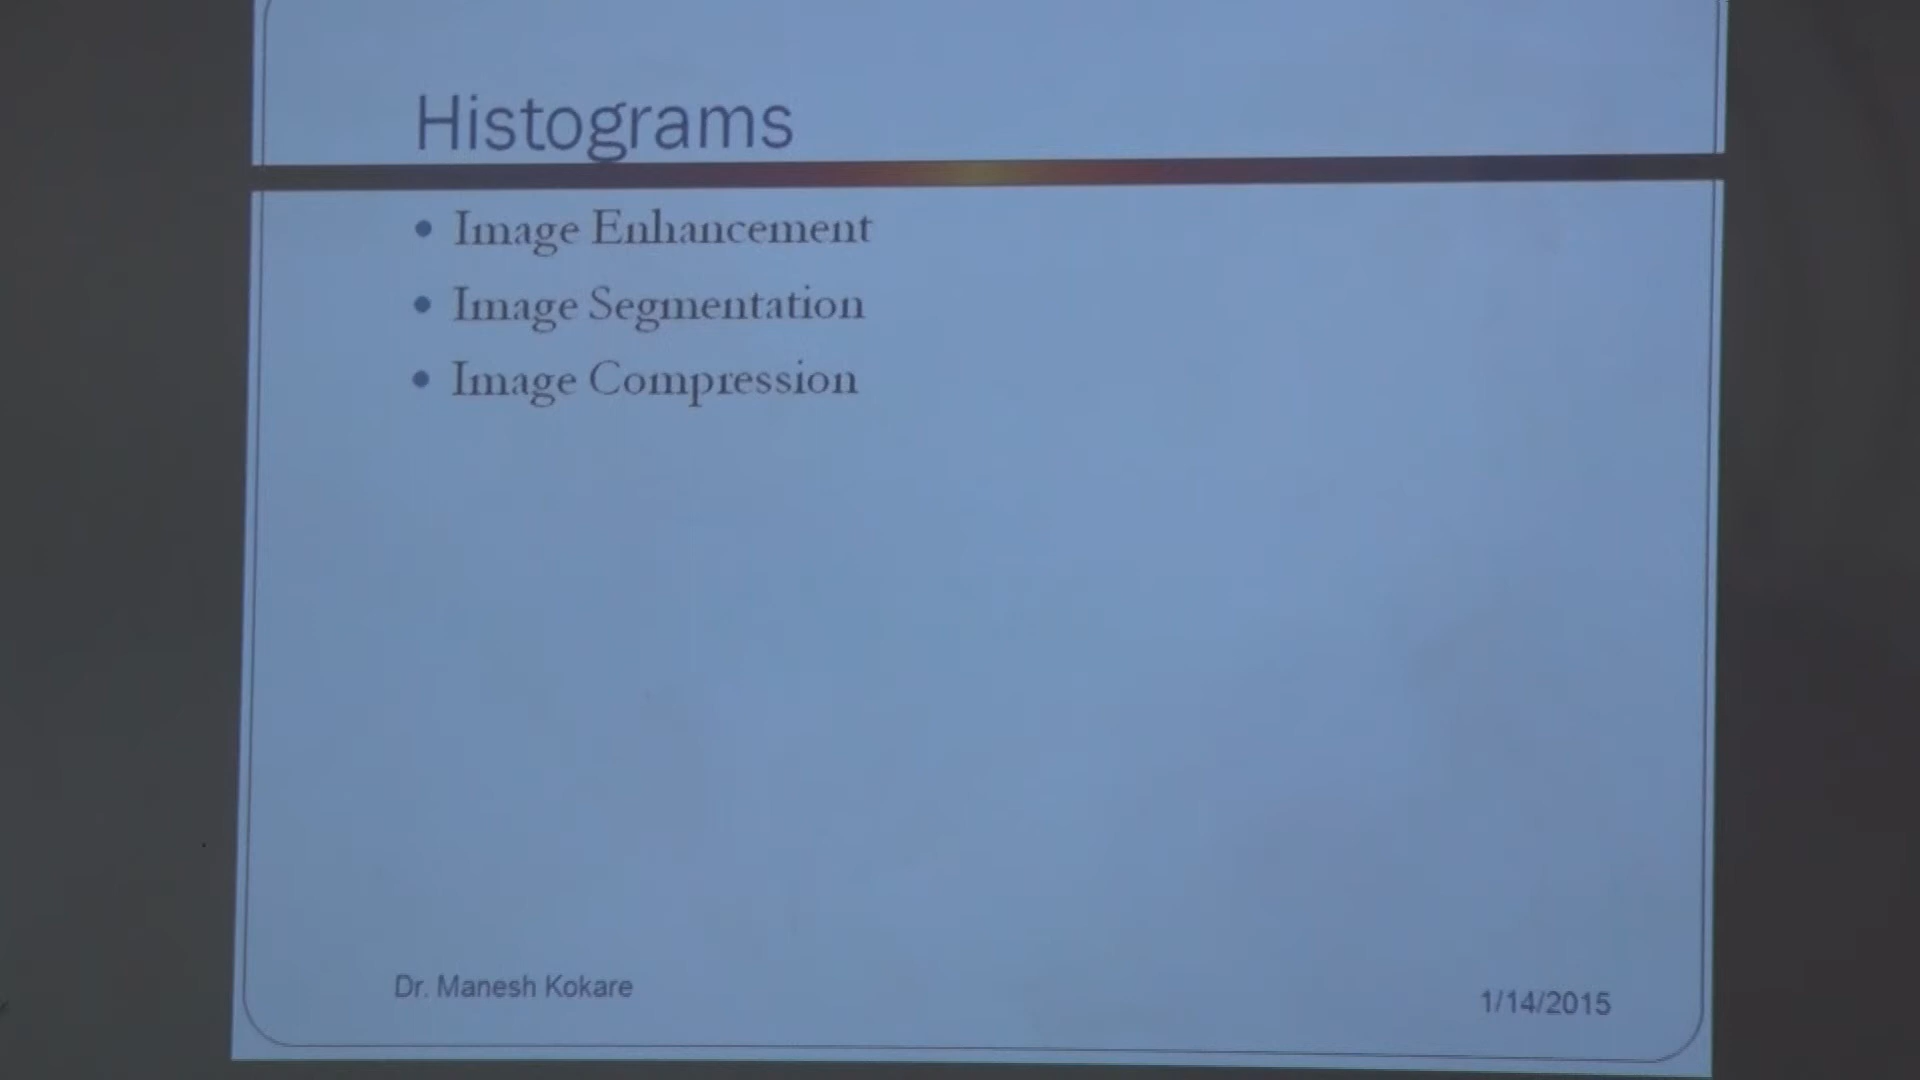 Histograms
• Image Enhancement
• Image Segmentation
• Image Compression
Dr. Manesh Kokare
1/14/2015